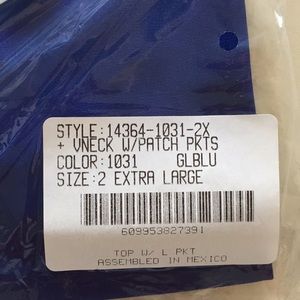 STYLE:14364-1031-2X
+ VNECK W/PATCH PKTS
COLOR:1031 GLBLU
SIZE:2 EXTRA LARGE
609953827391
TOP W/ L PKT
ASSEMBLED IN MEXICO